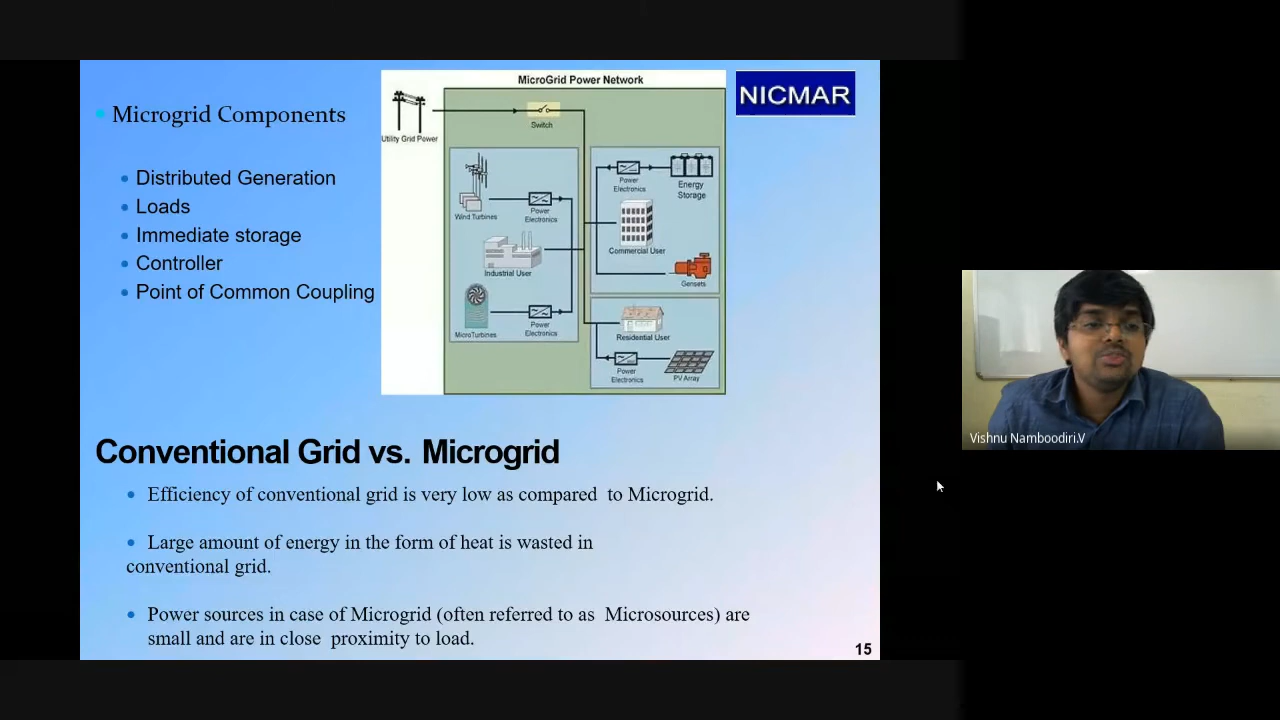 Microgrid Components
Distributed Generation
Loads
Immediate storage
Controller
Point of Common Coupling
MicroGrid Power Network
Utility Grid Power
Switch
Wind Turbines
Power
Electronics
Industrial User
MicroTurbines
Power
Electronics
Power
Electronics
Energy
Storage
Commercial User
Gensets
Residential User
Power
Electronics
PV Array
NICMAR
Conventional Grid vs. Microgrid
Efficiency of conventional grid is very low as compared to Microgrid.
Large amount of energy in the form of heat is wasted in
conventional grid.
Power sources in case of Microgrid (often referred to as Microsources) are
small and are in close proximity to load.
15
Vishnu Namboodiri.V